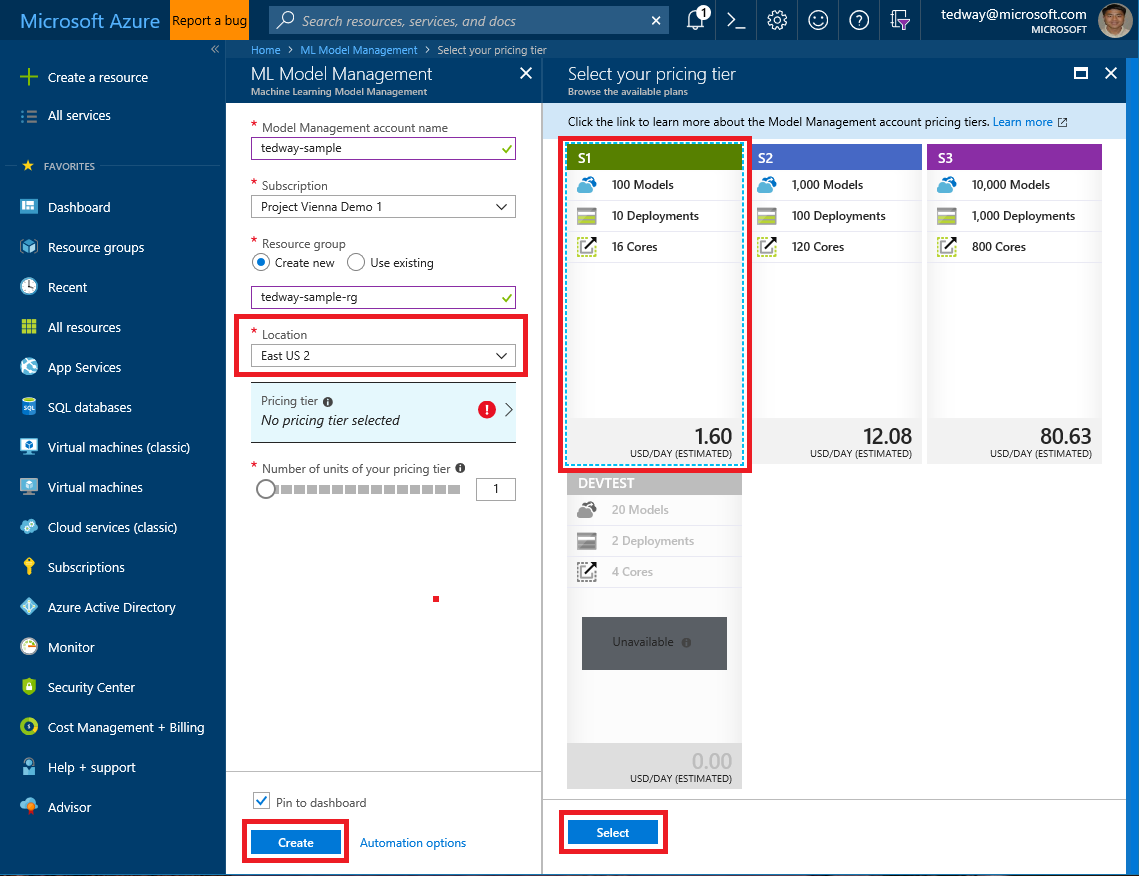 Microsoft Azure
Report a bug
Search resources, services, and docs
1
tedway@microsoft.com
MICROSOFT
Home > ML Model Management > Select your pricing tier
Create a resource
All services
FAVORITES
Dashboard
Resource groups
Recent
All resources
App Services
SQL databases
Virtual machines (classic)
Virtual machines
Cloud services (classic)
Subscriptions
Azure Active Directory
Monitor
Security Center
Cost Management + Billing
Help + support
Advisor
ML Model Management
Machine Learning Model Management
* Model Management account name
tedway-sample
* Subscription
Project Vienna Demo 1
* Resource group
Create new Use existing
tedway-sample-rg
* Location
East US 2
Pricing tier
No pricing tier selected
* Number of units of your pricing tier
1
Pin to dashboard
Create Automation options
Select your pricing tier
Browse the available plans
Click the link to learn more about the Model Management account pricing tiers. Learn more
S1
100 Models
10 Deployments
16 Cores
1.60
USD/DAY (ESTIMATED)
S2
1,000 Models
100 Deployments
120 Cores
12.08
USD/DAY (ESTIMATED)
S3
10,000 Models
1,000 Deployments
800 Cores
80.63
USD/DAY (ESTIMATED)
DEVTEST
20 Models
2 Deployments
4 Cores
Unavailable
0.00
USD/DAY (ESTIMATED)
Select